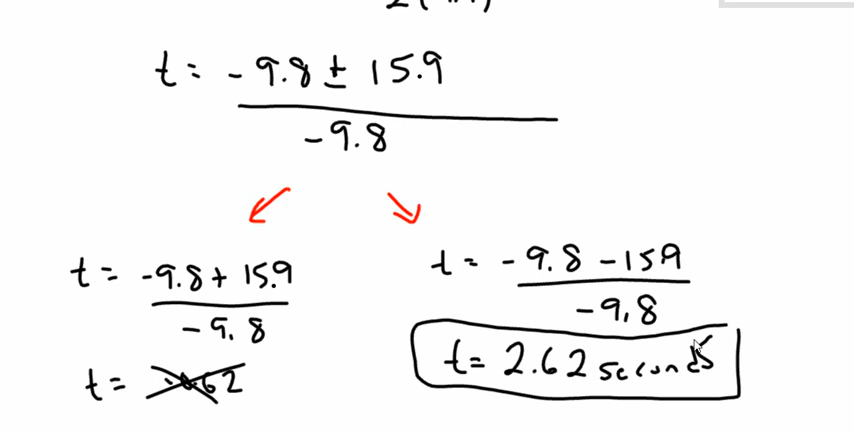 t = -9.8 ± 15.9
-9.8
t = -9.8 + 15.9
-9.8
t =
t = -9.8 - 15.9
-9.8
t = 2.62 seconds